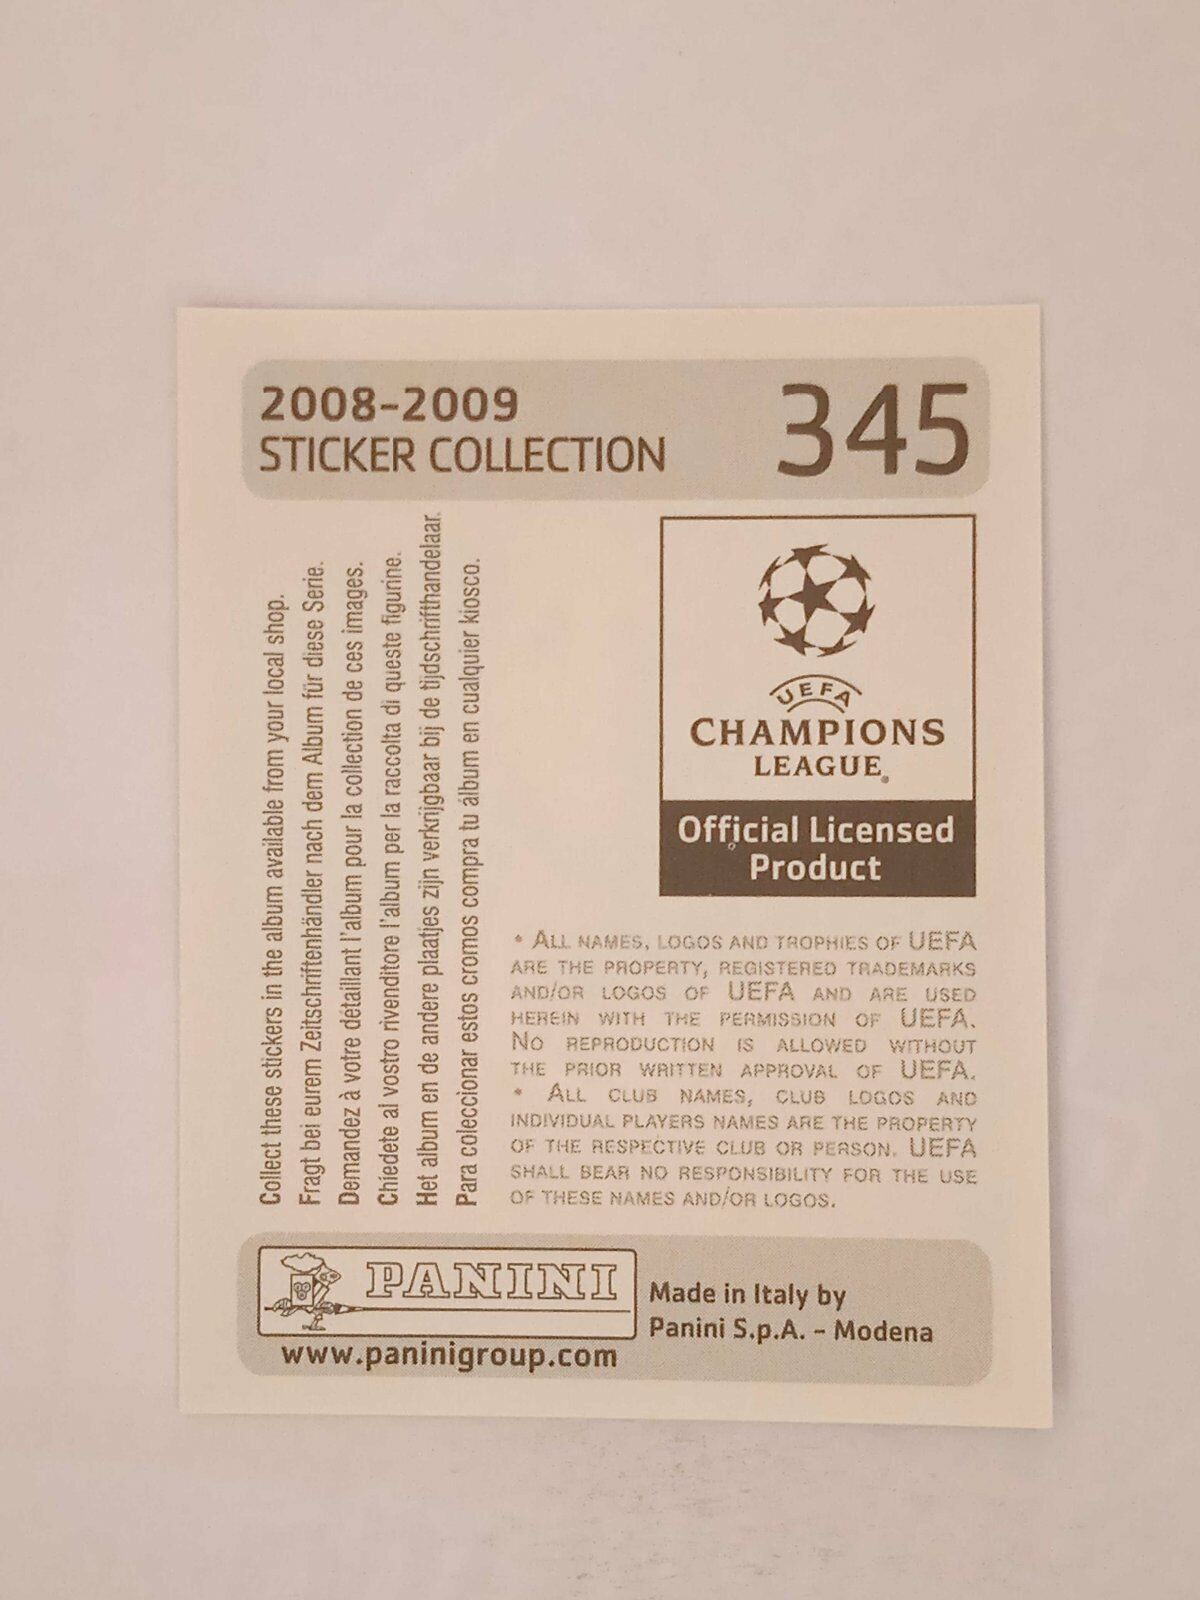 2008-2009
STICKER COLLECTION
345
Collect these stickers in the album available from your local shop.
Fragt bei eurem Zeitschriftenhändler nach dem Album für diese Serie.
Demandez à votre détaillant l'album pour la collection de ces images.
Chiedete al vostro rivenditore l'album per la raccolta di queste figurine.
Het album en de andere plaatjes zijn verkrijgbaar bij de tijdschrifthandelaar.
Para coleccionar estos cromos compra tu álbum en cualquier kiosco.
UEFA
CHAMPIONS
LEAGUE®
Official Licensed
Product
* ALL NAMES, LOGOS AND TROPHIES OF UEFA
ARE THE PROPERTY, REGISTERED TRADEMARKS
AND/OR LOGOS OF UEFA AND ARE USED
HEREIN WITH THE PERMISSION OF UEFA.
NO REPRODUCTION IS ALLOWED WITHOUT
THE PRIOR WRITTEN APPROVAL OF UEFA.
* ALL CLUB NAMES, CLUB LOGOS AND
INDIVIDUAL PLAYERS NAMES ARE THE PROPERTY
OF THE RESPECTIVE CLUB OR PERSON. UEFA
SHALL BEAR NO RESPONSIBILITY FOR THE USE
OF THESE NAMES AND/OR LOGOS.
PANINI
www.paninigroup.com
Made in Italy by
Panini S.p.A. - Modena